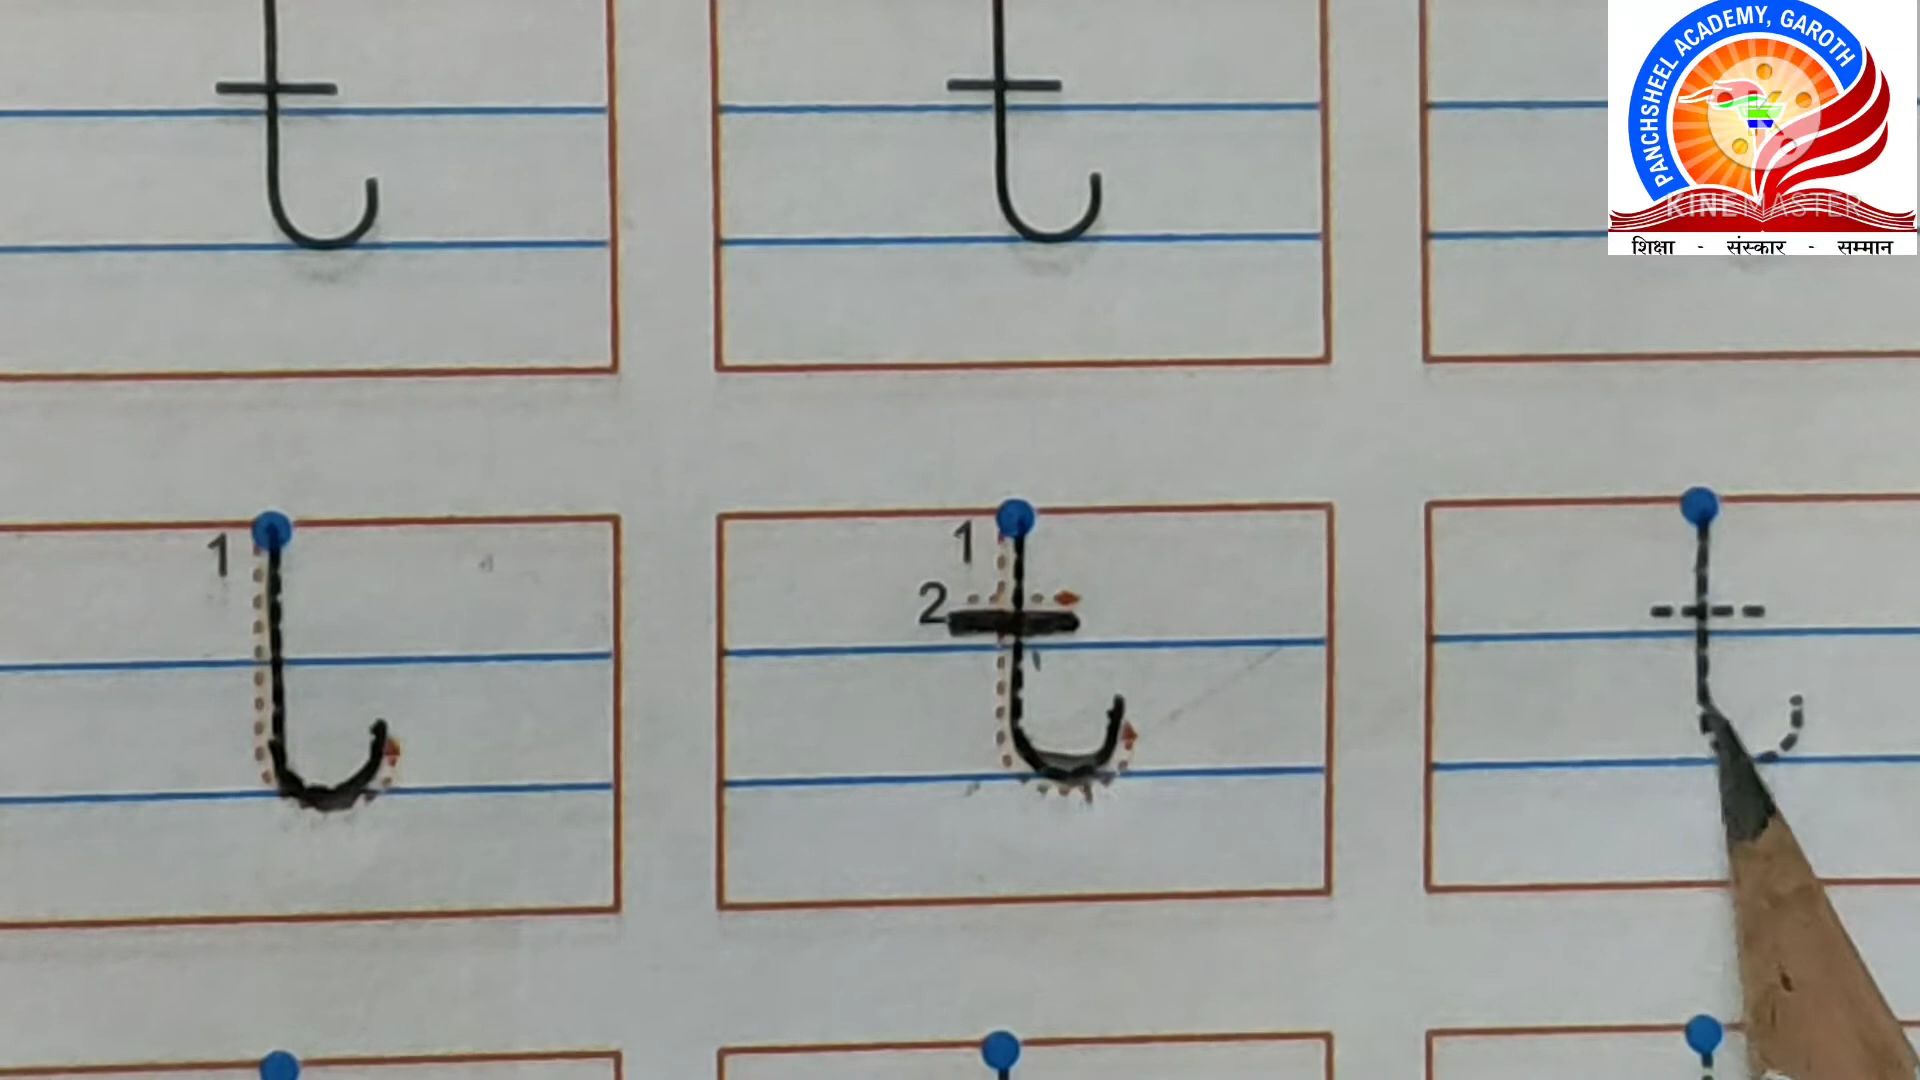 t t
PANCHSHEEL ACADEMY, GAROTH
KINEMASTER
शिक्षा - संस्कार - सम्मान
1 1
2
t t